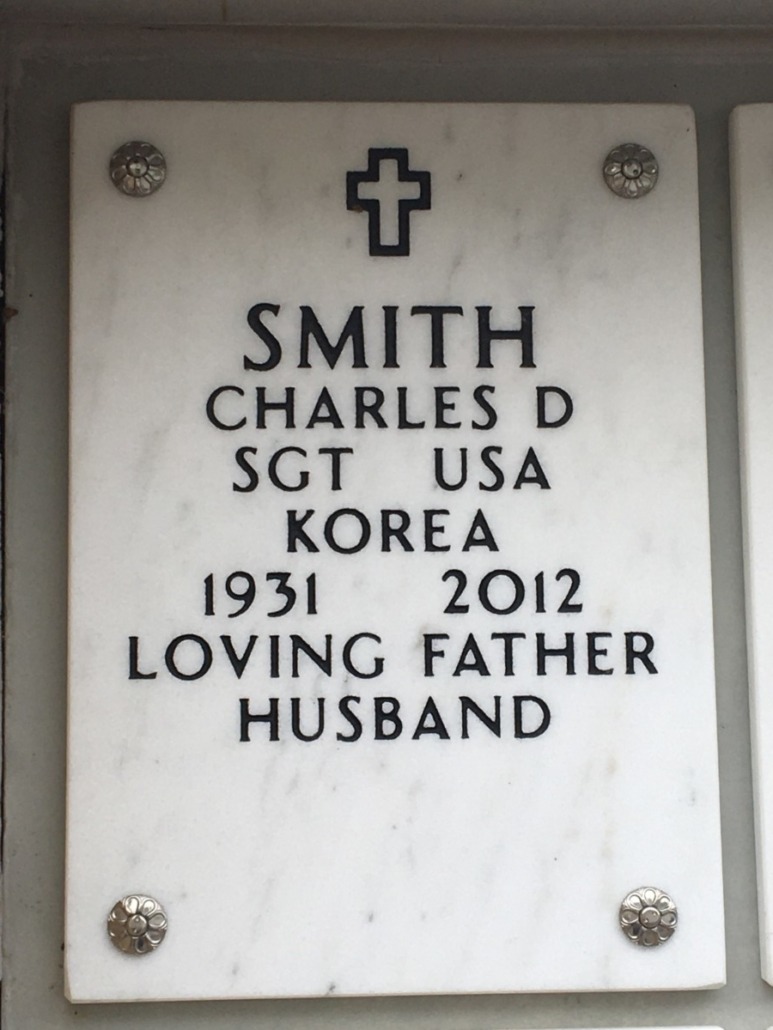 SMITH
CHARLES D
SGT USA
KOREA
1931 2012
LOVING FATHER
HUSBAND